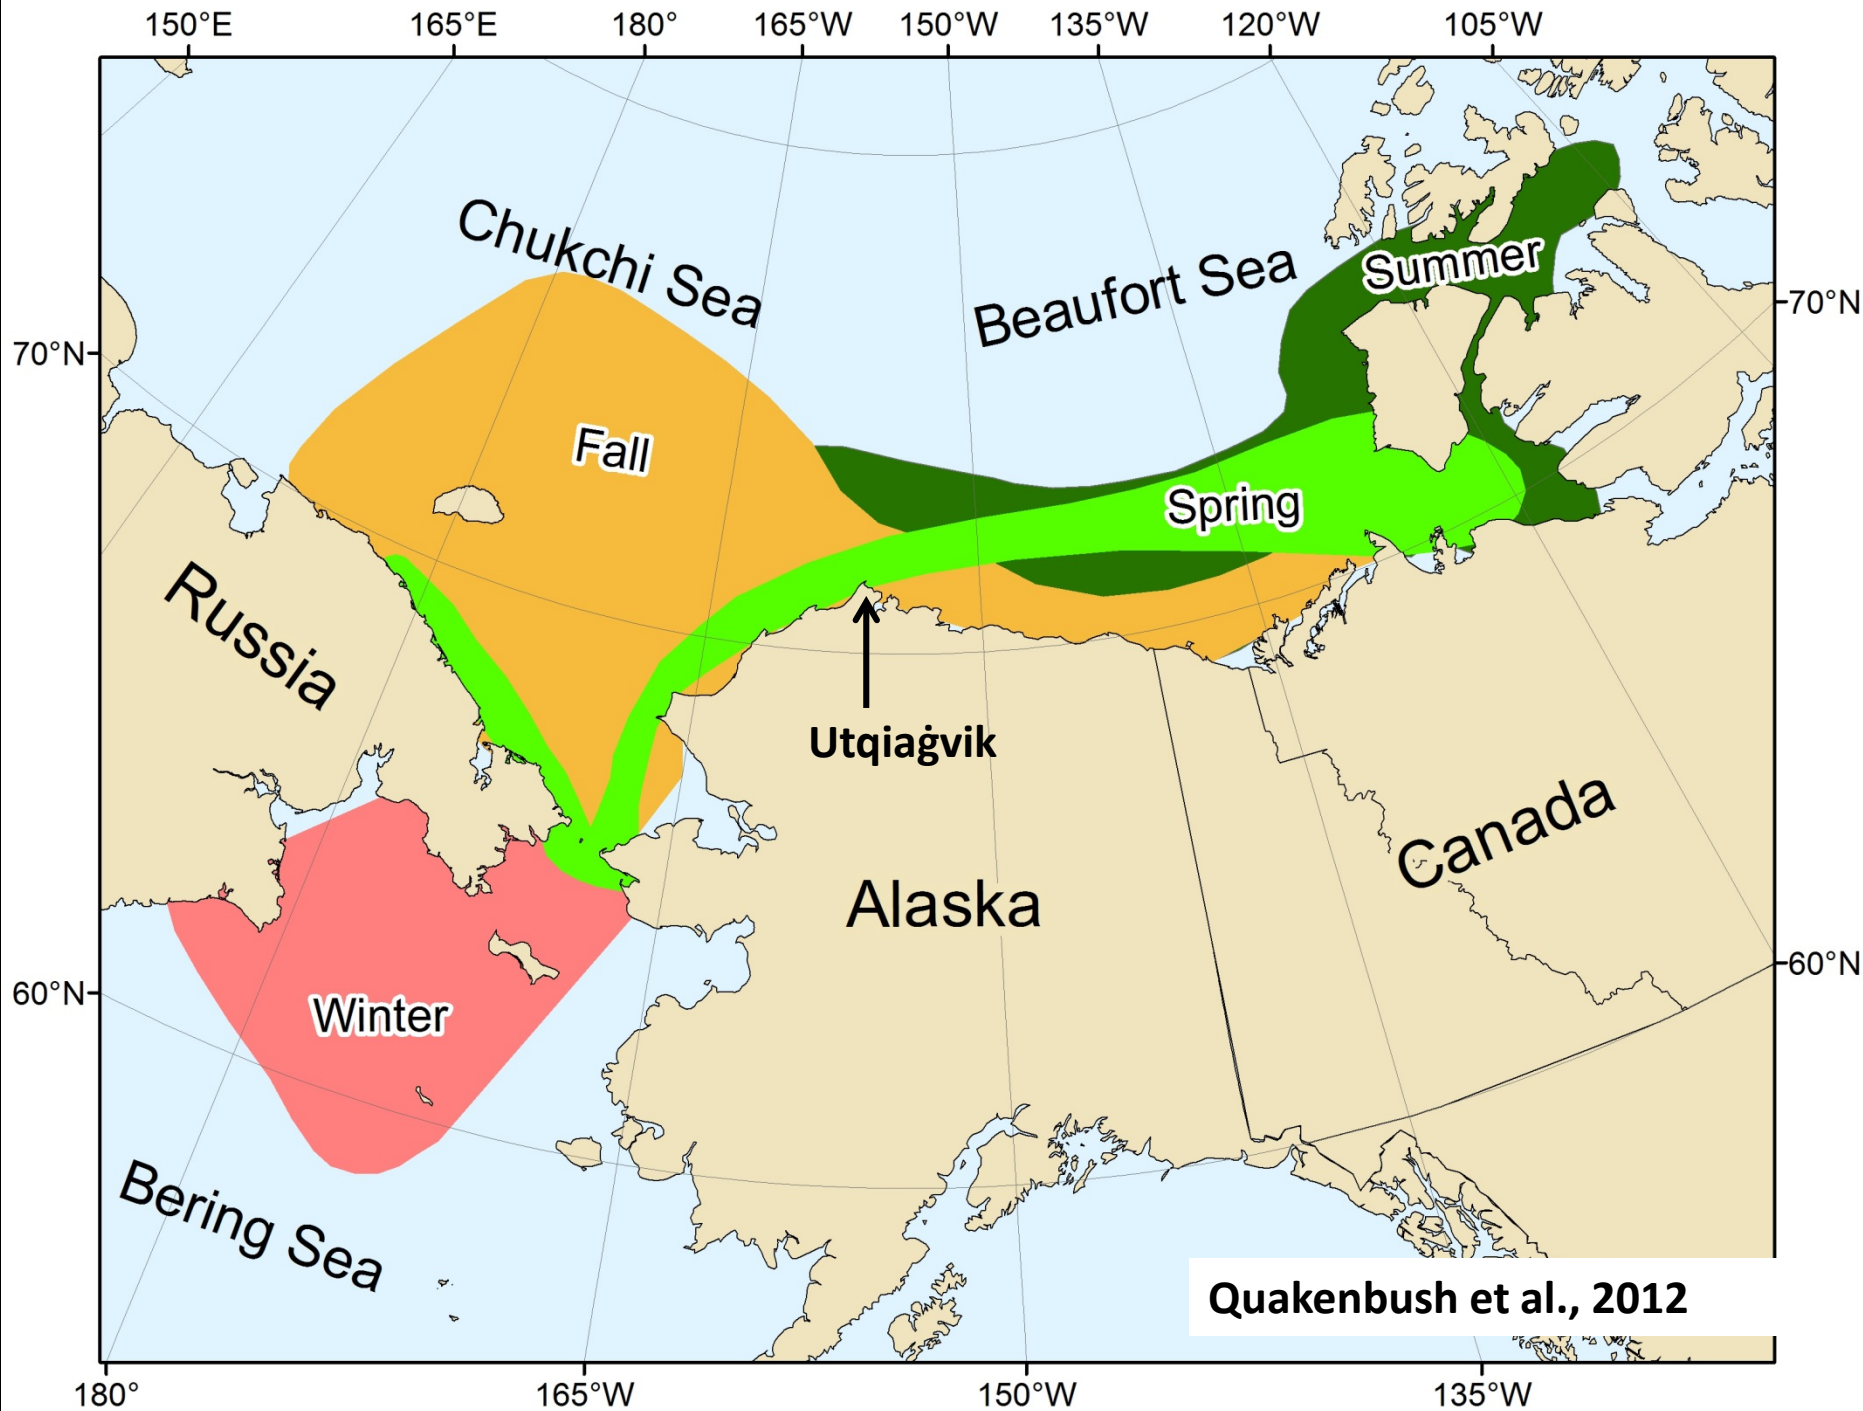 150°E 165°E 180° 165°W 150°W 135°W 120°W 105°W
Chukchi Sea
Beaufort Sea
Summer
70°N
70°N
Fall
Spring
Russia
Utqiaġvik
Canada
Alaska
60°N
60°N
Winter
Bering Sea
Quakenbush et al., 2012
180° 165°W 150°W 135°W